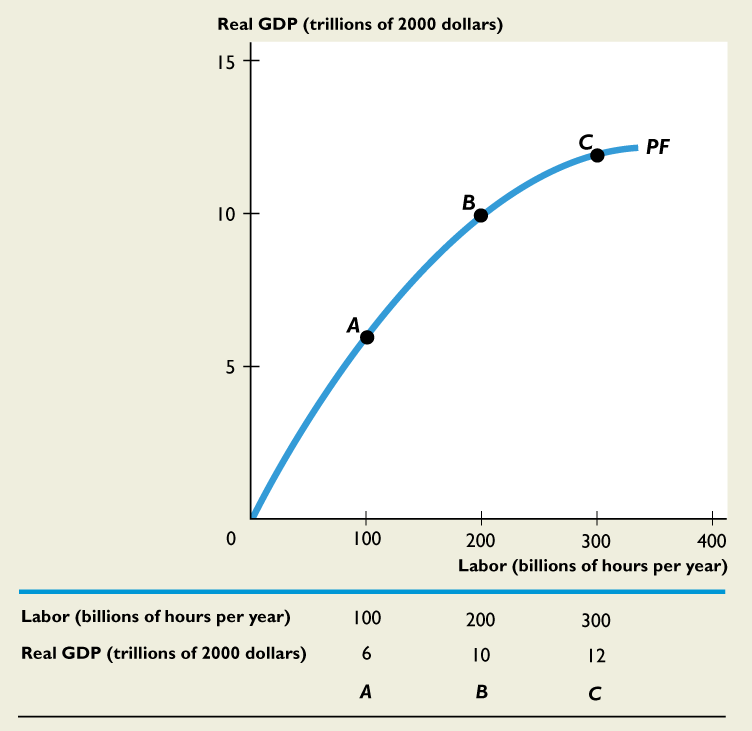 Real GDP (trillions of 2000 dollars)
15
C
PF
B
10
A
5
0 100 200 300 400
Labor (billions of hours per year)
Labor (billions of hours per year) 100 200 300
Real GDP (trillions of 2000 dollars) 6 10 12
A B C